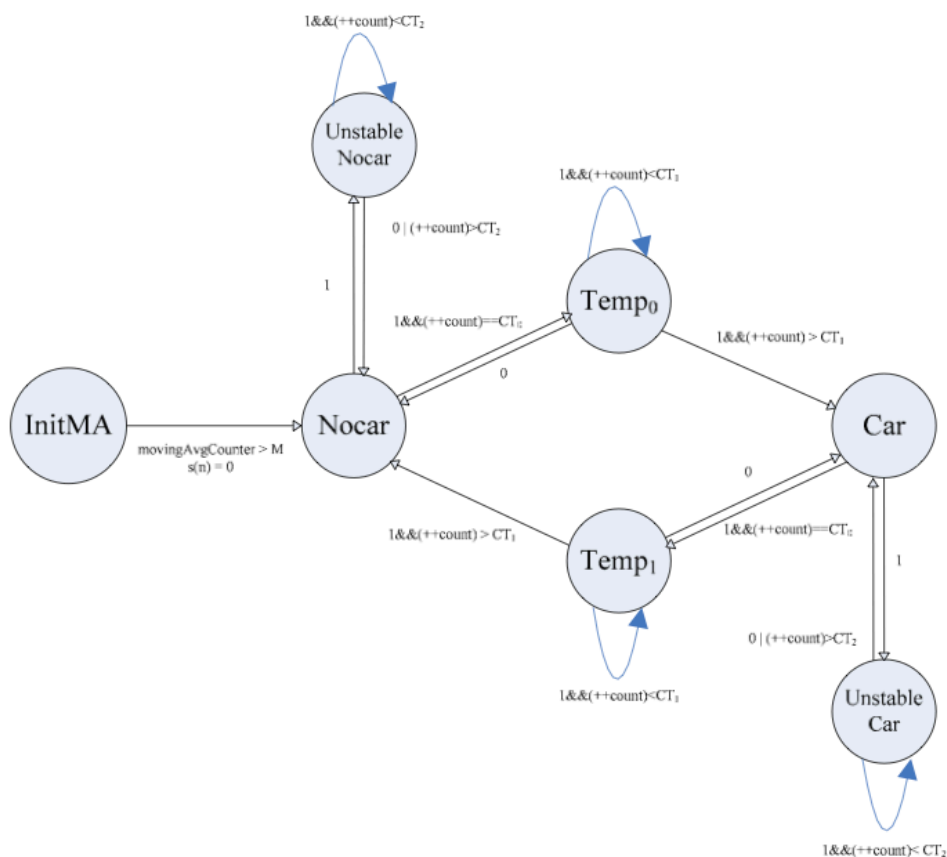 1&&(++count)<CT₂
Unstable
Nocar
1&&(++count)<CT₁
0 | (++count)>CT₂
1
1&&(++count)==CT
Temp₀
0
1&&(++count) > CT₁
InitMA
Nocar
Car
movingAvgCounter > M
s(n) = 0
0
1&&(++count) > CT₁
1&&(++count)==CT
Temp₁
1
0 | (++count)>CT₂
1&&(++count)<CT₁
Unstable
Car
1&&(++count)< CT₂